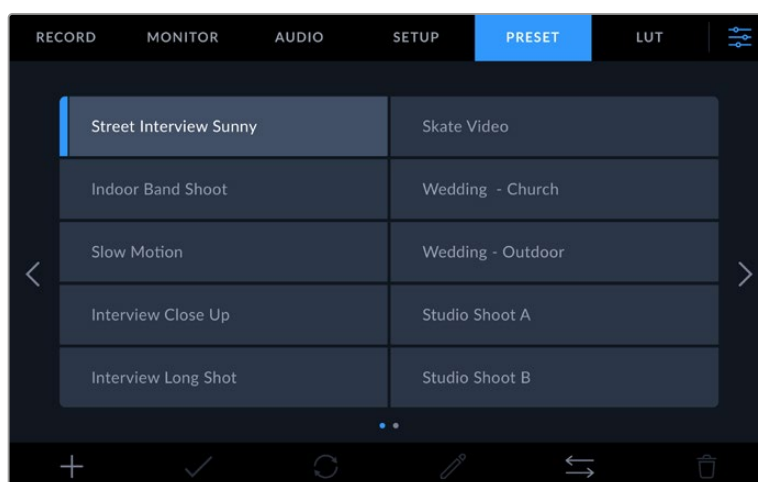 RECORD MONITOR AUDIO SETUP PRESET LUT
Street Interview Sunny
Skate Video
Indoor Band Shoot
Wedding - Church
Slow Motion
Wedding - Outdoor
Interview Close Up
Studio Shoot A
Interview Long Shot
Studio Shoot B